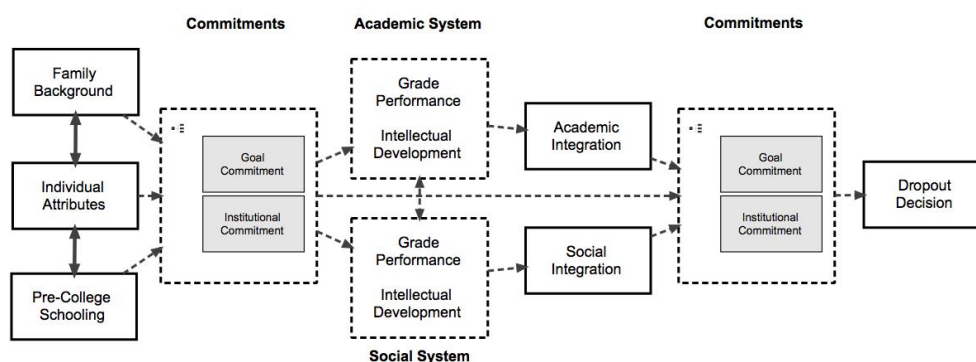 Commitments
Academic System
Commitments
Family
Background
Individual
Attributes
Pre-College
Schooling
Goal
Commitment
Institutional
Commitment
Grade
Performance
Intellectual
Development
Grade
Performance
Intellectual
Development
Social System
Academic
Integration
Social
Integration
Goal
Commitment
Institutional
Commitment
Dropout
Decision